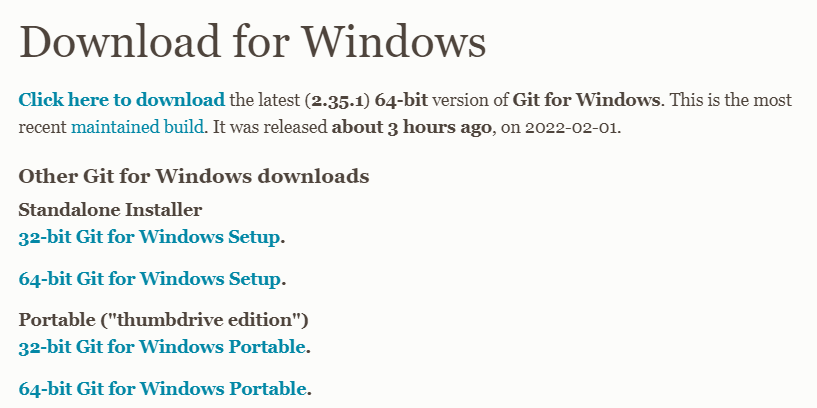 Download for Windows
Click here to download the latest (2.35.1) 64-bit version of Git for Windows. This is the most
recent maintained build. It was released about 3 hours ago, on 2022-02-01.
Other Git for Windows downloads
Standalone Installer
32-bit Git for Windows Setup.
64-bit Git for Windows Setup.
Portable ("thumbdrive edition")
32-bit Git for Windows Portable.
64-bit Git for Windows Portable.